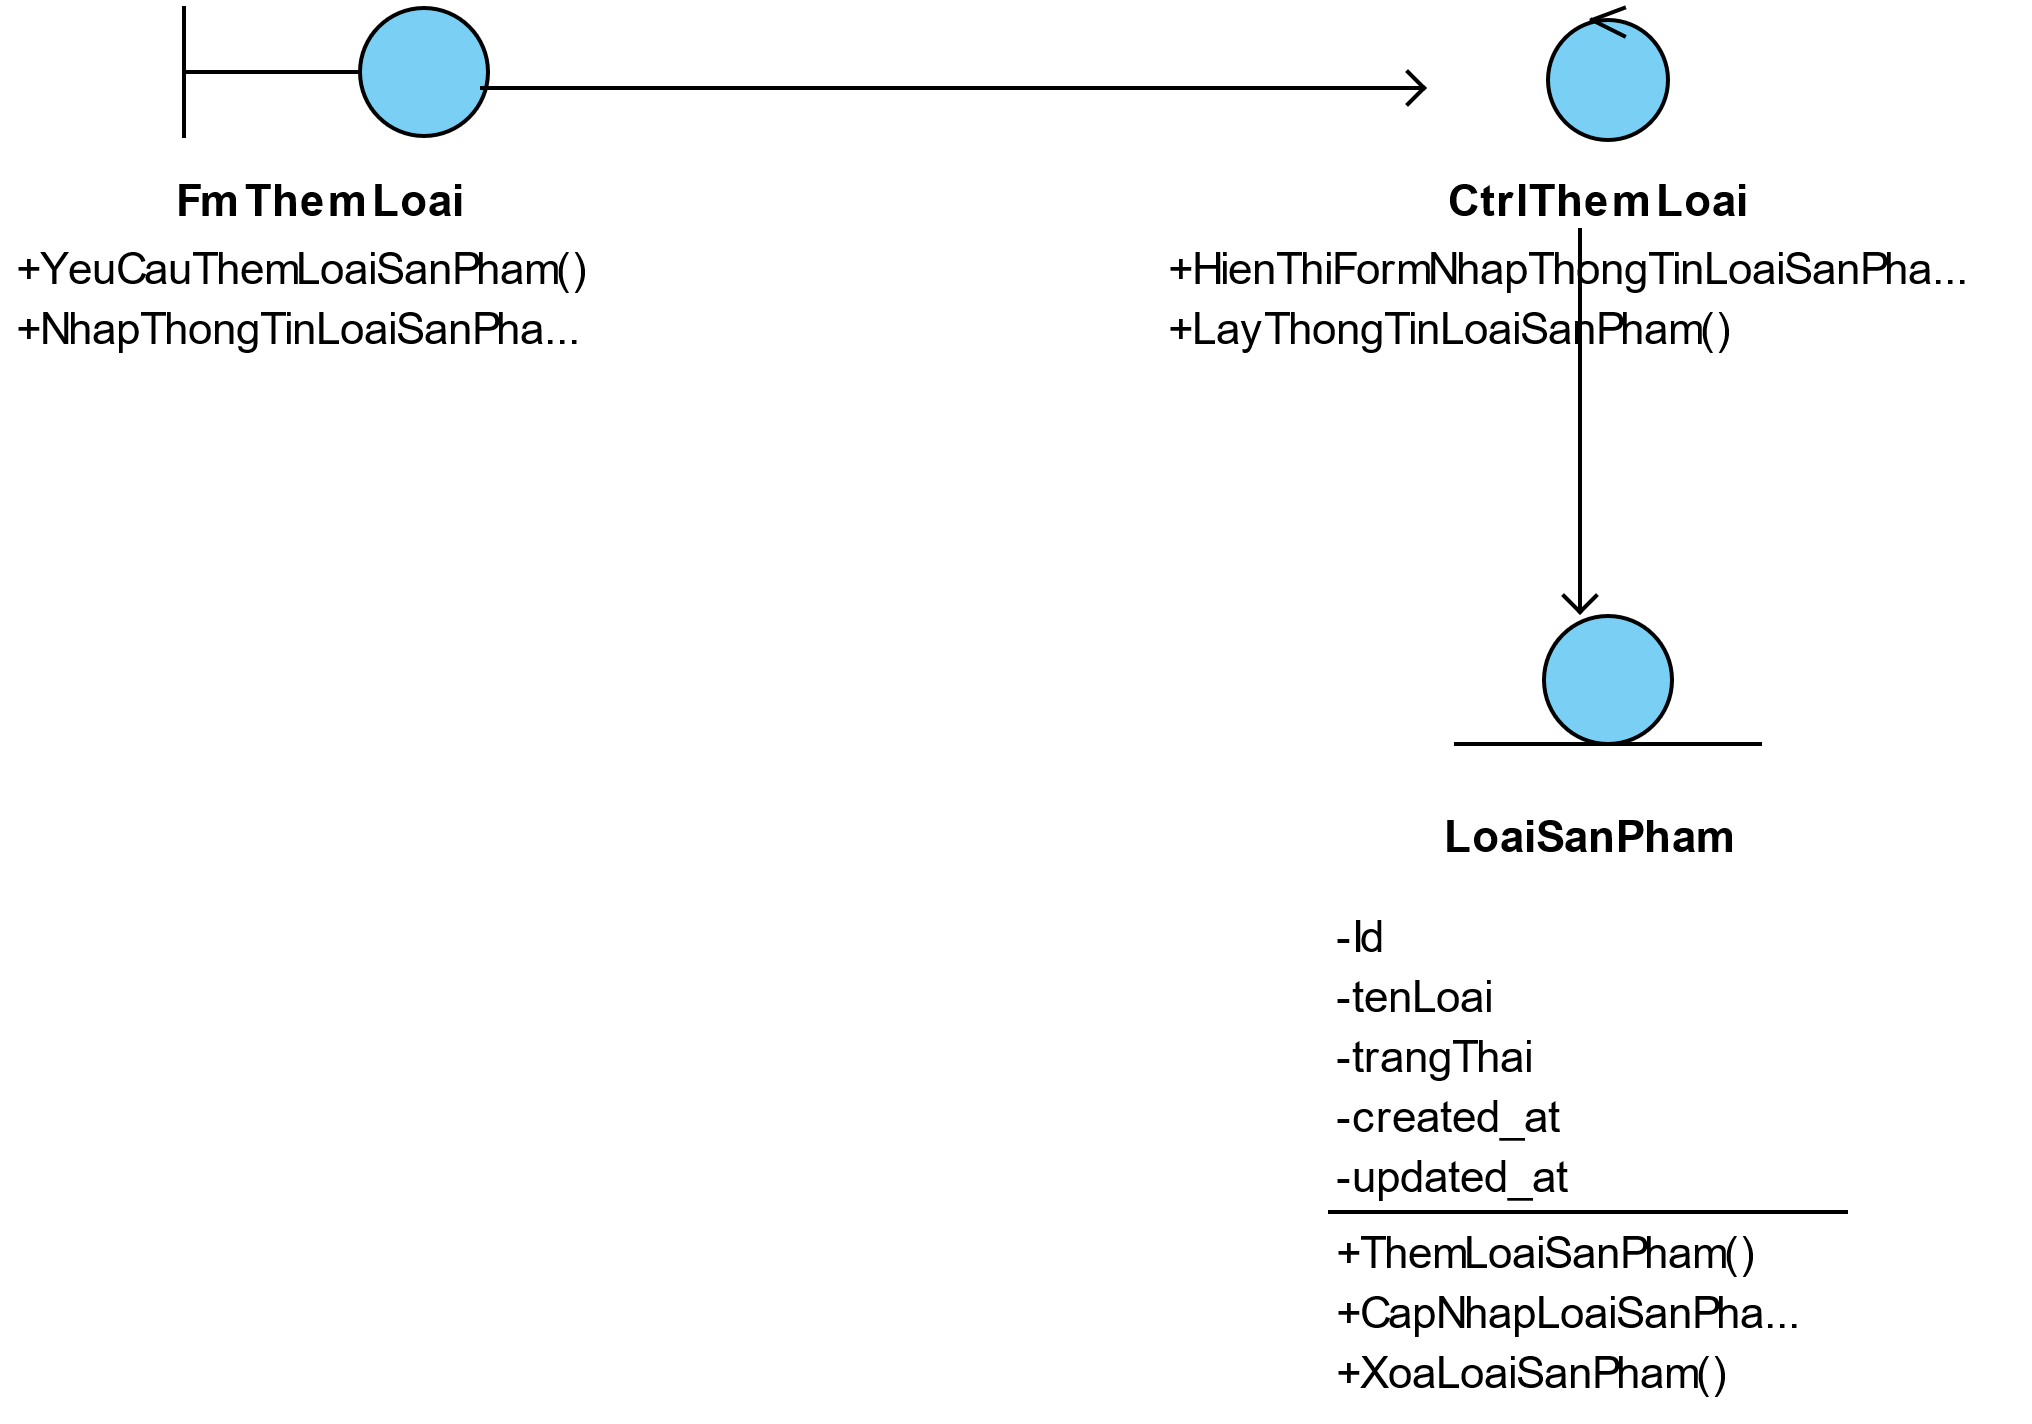 FmThemLoai
+YeuCauThemLoaiSanPham()
+NhapThongTinLoaiSanPha...
CtrlThemLoai
+HienThiFormNhapThongTinLoaiSanPha...
+LayThongTinLoaiSanPham()
LoaiSanPham
-Id
-tenLoai
-trangThai
-created_at
-updated_at
+ThemLoaiSanPham()
+CapNhapLoaiSanPha...
+XoaLoaiSanPham()